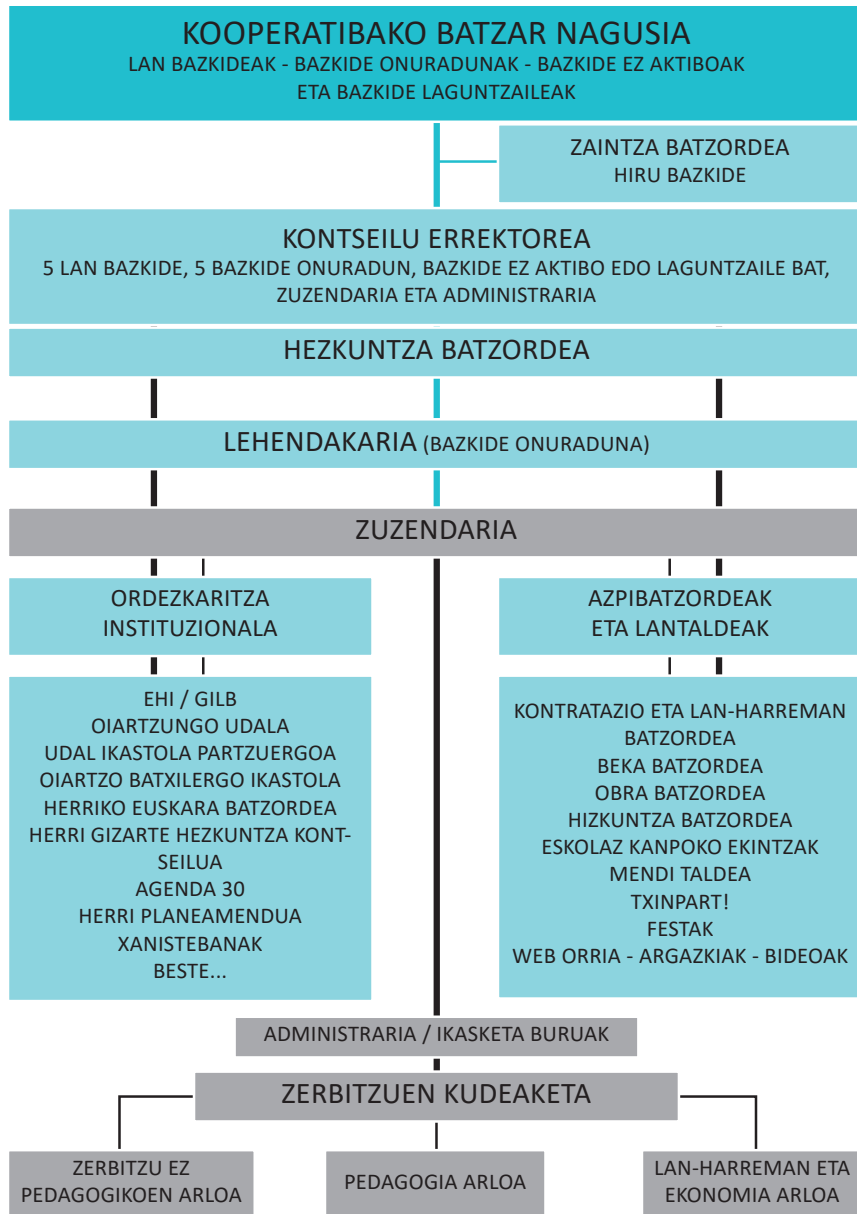 KOOPERATIBAKO BATZAR NAGUSIA
LAN BAZKIDEAK - BAZKIDE ONURADUNAK - BAZKIDE EZ AKTIBOAK
ETA BAZKIDE LAGUNTZAILEAK
ZAINTZA BATZORDEA
HIRU BAZKIDE
KONTSEILU ERREKTOREA
5 LAN BAZKIDE, 5 BAZKIDE ONURADUN, BAZKIDE EZ AKTIBO EDO LAGUNTZAILE BAT,
ZUZENDARIA ETA ADMINISTRARIA
HEZKUNTZA BATZORDEA
LEHENDAKARIA (BAZKIDE ONURADUNA)
ZUZENDARIA
ORDEZKARITZA
INSTITUZIONALA
EHI / GILB
OIARTZUNGO UDALA
UDAL IKASTOLA PARTZUERGOA
OIARTZO BATXILERGO IKASTOLA
HERRIKO EUSKARA BATZORDEA
HERRI GIZARTE HEZKUNTZA KONT-
SEILUA
AGENDA 30
HERRI PLANEAMENDUA
XANISTEBANAK
BESTE...
AZPIBATZORDEAK
ETA LANTALDEAK
KONTRATAZIO ETA LAN-HARREMAN
BATZORDEA
BEKA BATZORDEA
OBRA BATZORDEA
HIZKUNTZA BATZORDEA
ESKOLAZ KANPOKO EKINTZAK
MENDI TALDEA
TXINPART!
FESTAK
WEB ORRIA - ARGAZKIAK - BIDEOAK
ADMINISTRARIA / IKASKETA BURUAK
ZERBITZUEN KUDEAKETA
ZERBITZU EZ
PEDAGOGIKOEN ARLOA
PEDAGOGIA ARLOA
LAN-HARREMAN ETA
EKONOMIA ARLOA